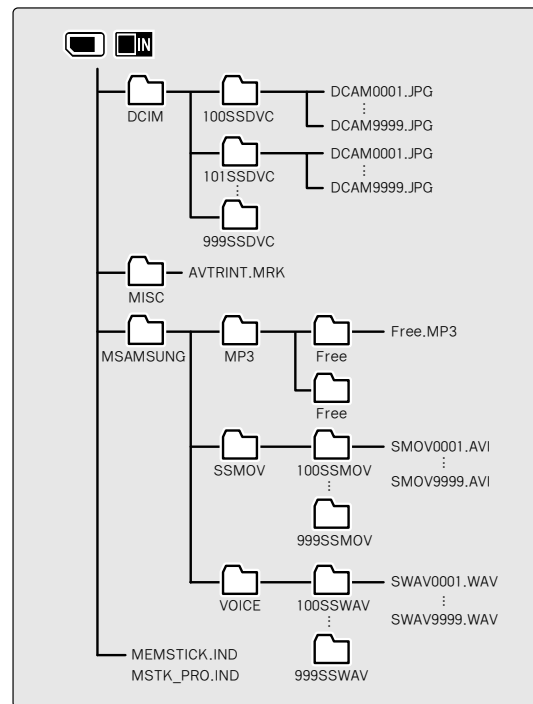 IN
DCIM
100SSDVC
DCAM0001.JPG
DCAM9999.JPG
101SSDVC
DCAM0001.JPG
DCAM9999.JPG
999SSDVC
MISC
AVTRINT.MRK
MSAMSUNG
MP3
Free
Free.MP3
Free
SSMOV
100SSMOV
SMOV0001.AVI
SMOV9999.AVI
999SSMOV
VOICE
100SSWAV
SWAV0001.WAV
SWAV9999.WAV
999SSWAV
MEMSTICK.IND
MSTK_PRO.IND